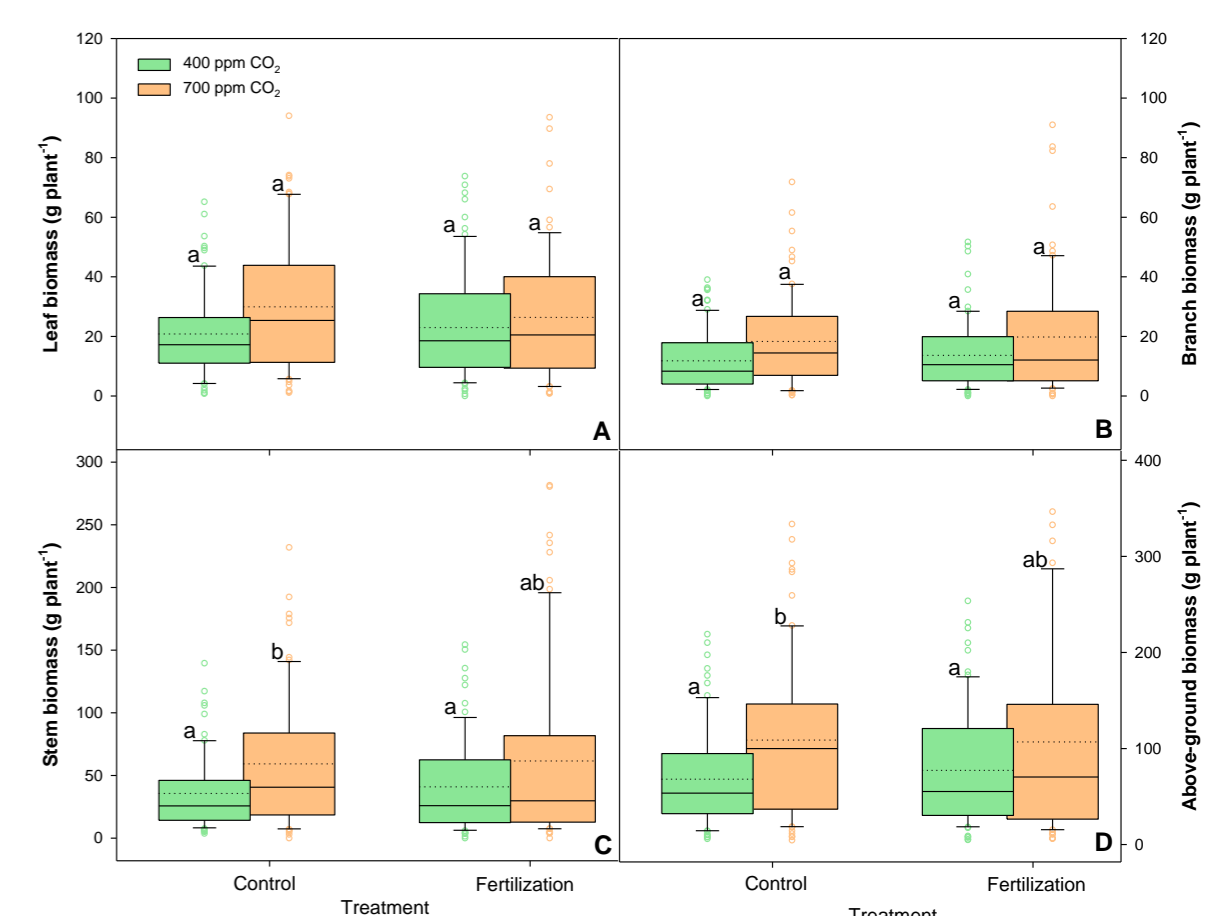 120
100
80
60
40
20
0
Leaf biomass (g plant⁻¹)
400 ppm CO₂
700 ppm CO₂
a
a
a
a
A
120
100
80
60
40
20
0
Branch biomass (g plant⁻¹)
a
a
a
a
B
300
250
200
150
100
50
0
Stem biomass (g plant⁻¹)
a
b
a
ab
C
400
300
200
100
0
Above-ground biomass (g plant⁻¹)
a
b
a
ab
D
Control
Fertilization
Treatment
Control
Fertilization
Treatment